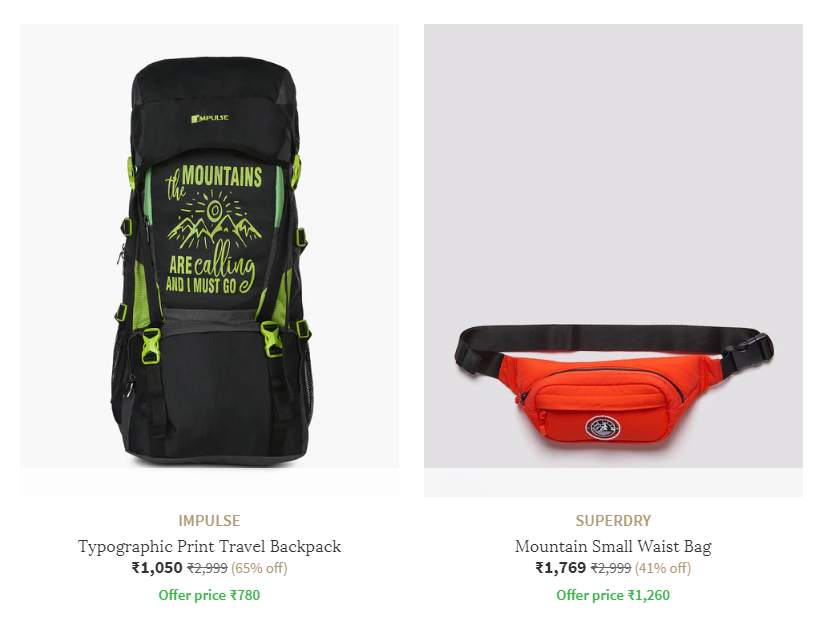 IMPULSE
the MOUNTAINS
ARE calling
AND I MUST GO
IMPULSE
Typographic Print Travel Backpack
₹1,050 ₹2,999 (65% off)
Offer price ₹780
SUPERDRY
Mountain Small Waist Bag
₹1,769 ₹2,999 (41% off)
Offer price ₹1,260